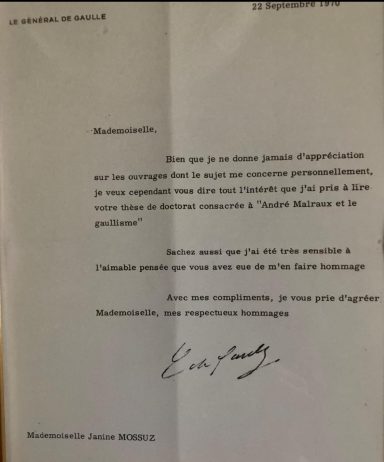 22 Septembre 1970
LE GÉNÉRAL DE GAULLE
Mademoiselle,
Bien que je ne donne jamais d'appréciation
sur les ouvrages dont le sujet me concerne personnellement,
je veux cependant vous dire tout l'intérêt que j'ai pris à lire
votre thèse de doctorat consacrée à "André Malraux et le
gaullisme"
Sachez aussi que j'ai été très sensible à
l'aimable pensée que vous avez eue de m'en faire hommage
Avec mes compliments, je vous prie d'agréer
Mademoiselle, mes respectueux hommages
C. de Gaulle
Mademoiselle Janine MOSSUZ